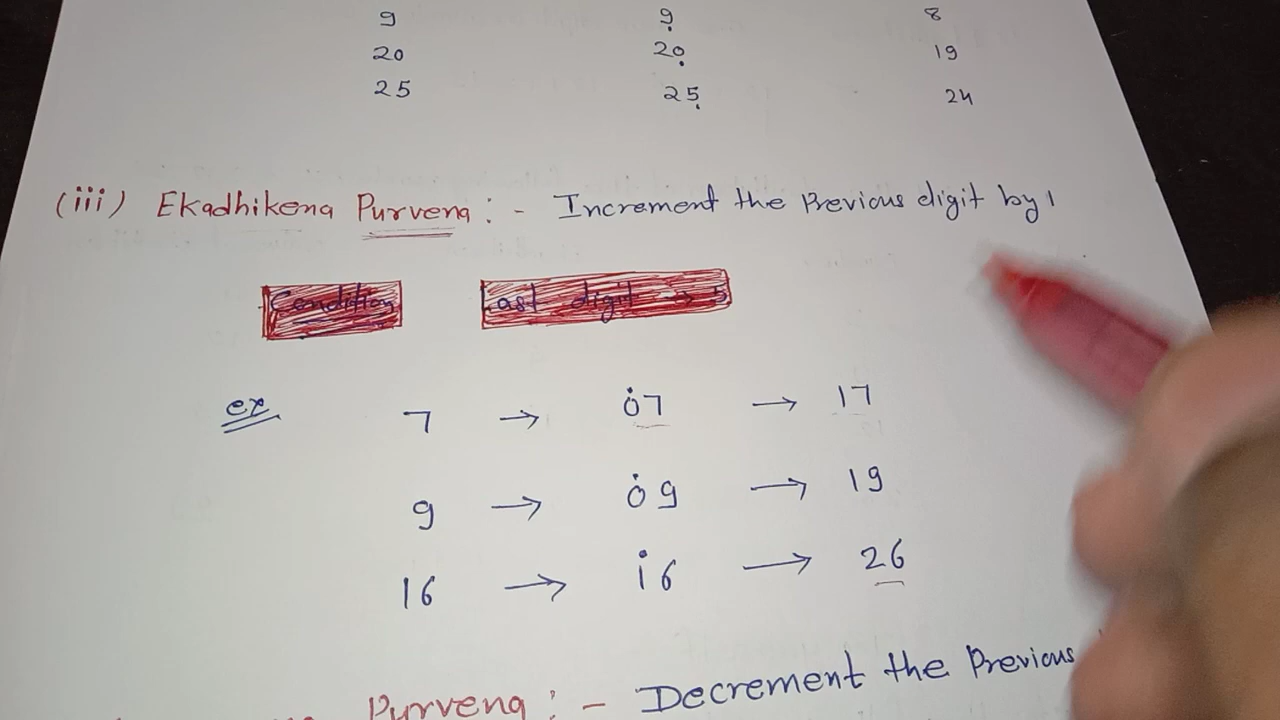 9 9 8
20 20 19
25 25 24
(iii) Ekadhikena Purvena : - Increment the Previous digit by 1
Condition Last digit → 5
ex 7 → 07 → 17
9 → 09 → 19
16 → 16 → 26
Purvena : - Decrement the Previous